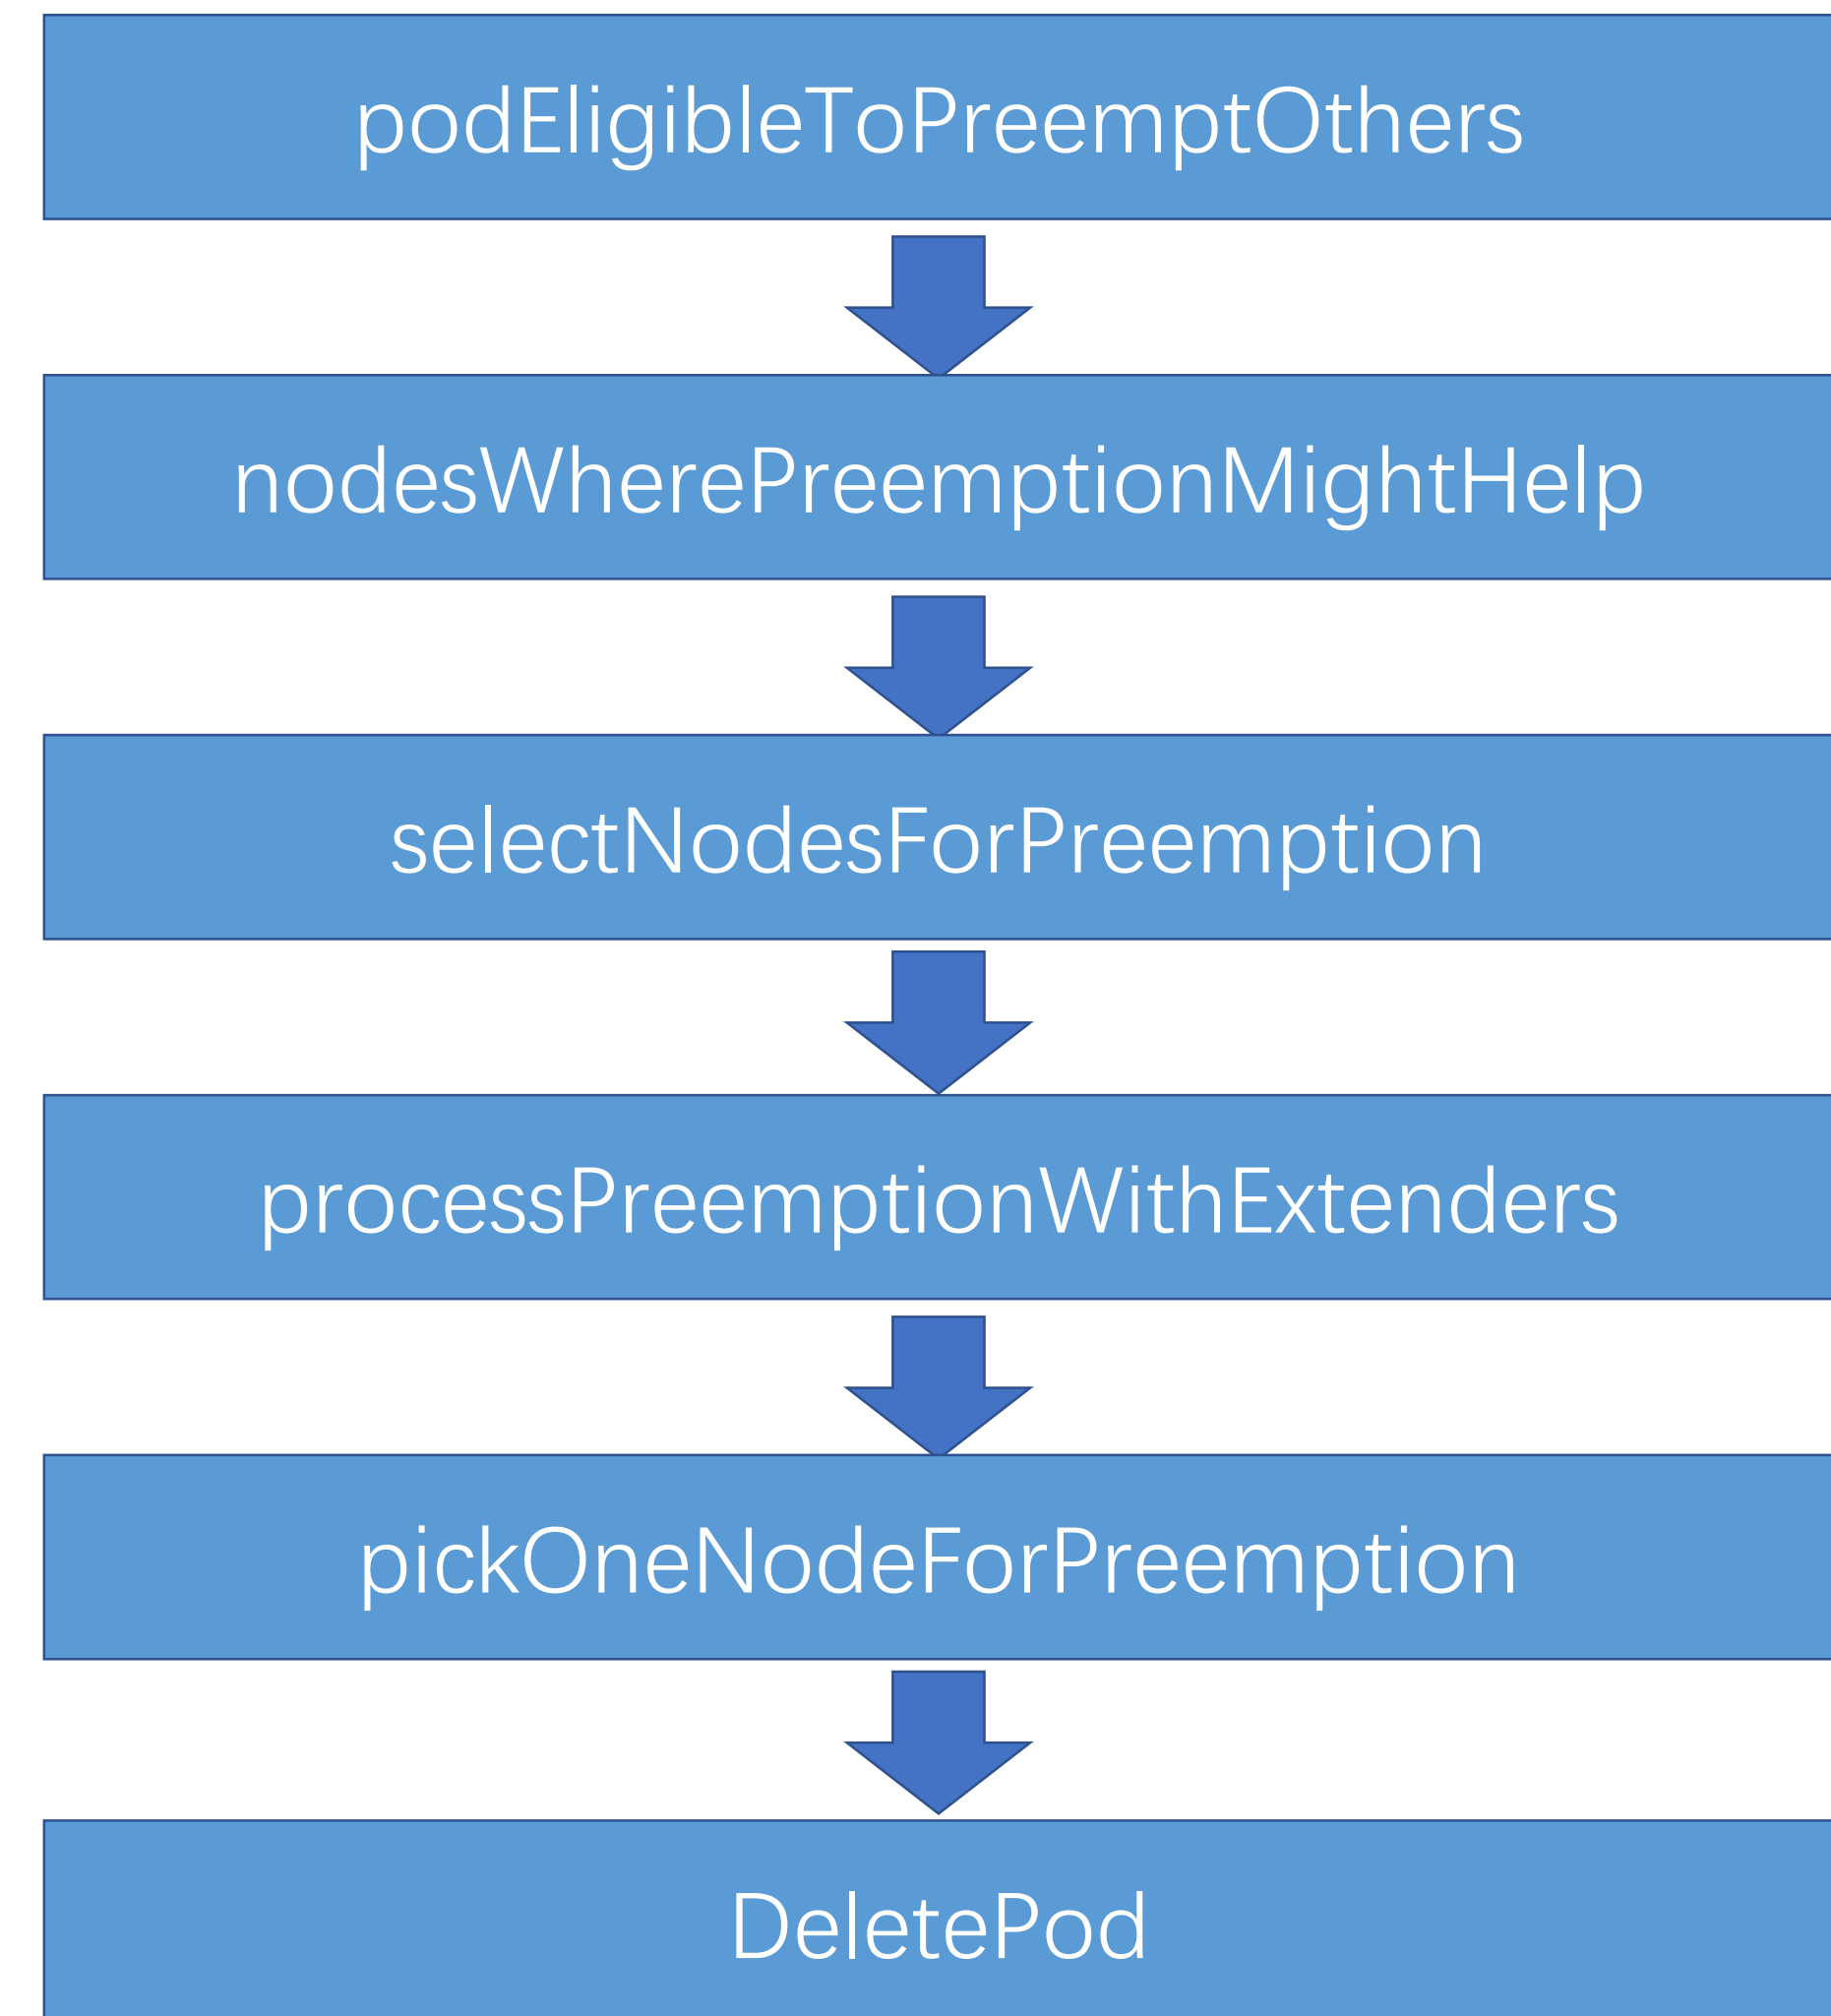 podEligibleToPreemptOthers
nodesWherePreemptionMightHelp
selectNodesForPreemption
processPreemptionWithExtenders
pickOneNodeForPreemption
DeletePod